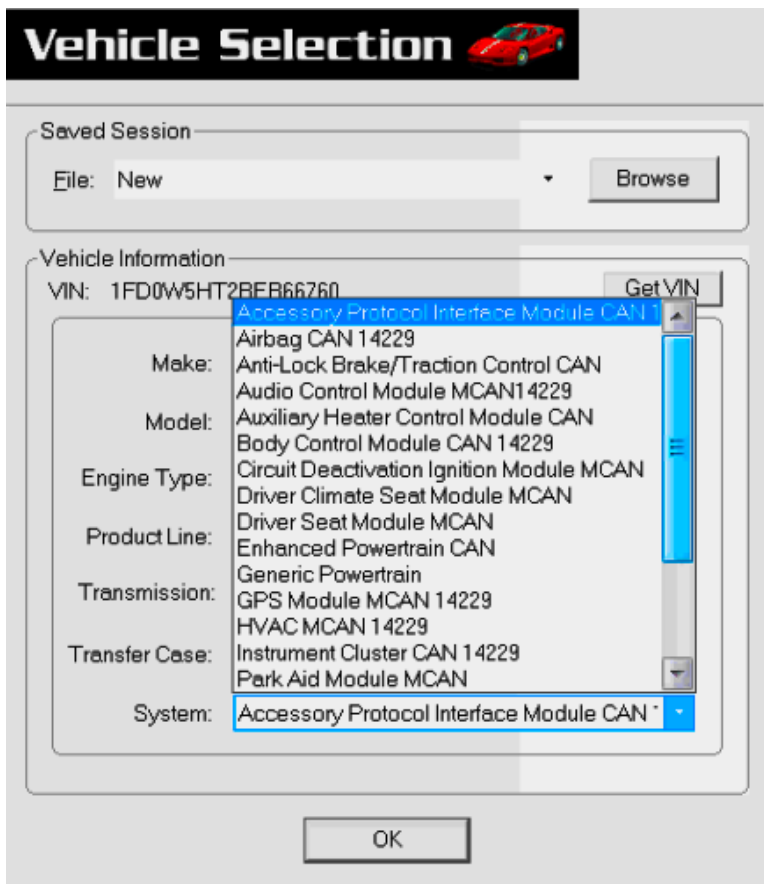 Vehicle Selection
Saved Session
File: New
Browse
Vehicle Information
VIN: 1FD0W5HT2BEB66760
Get VIN
Accessory Protocol Interface Module CAN 1
Airbag CAN 14229
Make:
Anti-Lock Brake/Traction Control CAN
Audio Control Module MCAN14229
Model:
Auxiliary Heater Control Module CAN
Body Control Module CAN 14229
Engine Type:
Circuit Deactivation Ignition Module MCAN
Driver Climate Seat Module MCAN
Product Line:
Driver Seat Module MCAN
Enhanced Powertrain CAN
Transmission:
Generic Powertrain
GPS Module MCAN 14229
HVAC MCAN 14229
Transfer Case:
Instrument Cluster CAN 14229
Park Aid Module MCAN
System: Accessory Protocol Interface Module CAN
OK